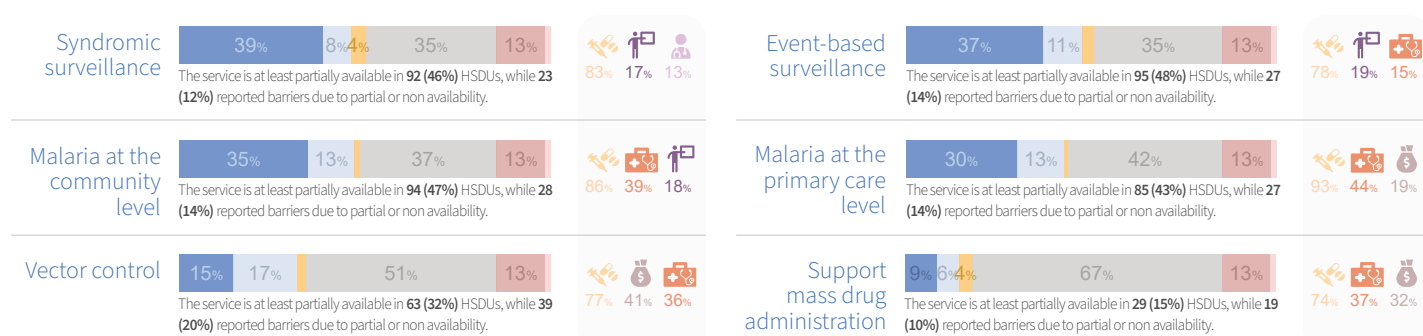 Syndromic
surveillance
39% 8% 4% 35% 13%
The service is at least partially available in 92 (46%) HSDUs, while 23
(12%) reported barriers due to partial or non availability.
83% 17% 13%
Event-based
surveillance
37% 11% 35% 13%
The service is at least partially available in 95 (48%) HSDUs, while 27
(14%) reported barriers due to partial or non availability.
78% 19% 15%
Malaria at the
community
level
35% 13% 37% 13%
The service is at least partially available in 94 (47%) HSDUs, while 28
(14%) reported barriers due to partial or non availability.
86% 39% 18%
Malaria at the
primary care
level
30% 13% 42% 13%
The service is at least partially available in 85 (43%) HSDUs, while 27
(14%) reported barriers due to partial or non availability.
93% 44% 19%
Vector control
15% 17% 51% 13%
The service is at least partially available in 63 (32%) HSDUs, while 39
(20%) reported barriers due to partial or non availability.
77% 41% 36%
Support
mass drug
administration
9% 6% 4% 67% 13%
The service is at least partially available in 29 (15%) HSDUs, while 19
(10%) reported barriers due to partial or non availability.
74% 37% 32%